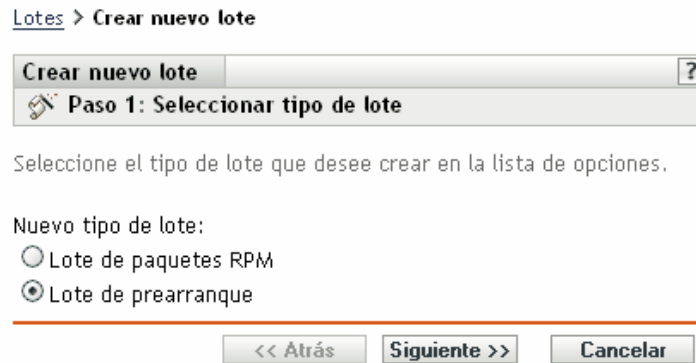 Lotes > Crear nuevo lote
Crear nuevo lote ?
Paso 1: Seleccionar tipo de lote
Seleccione el tipo de lote que desee crear en la lista de opciones.
Nuevo tipo de lote:
Lote de paquetes RPM
Lote de prearranque
<< Atrás Siguiente >> Cancelar